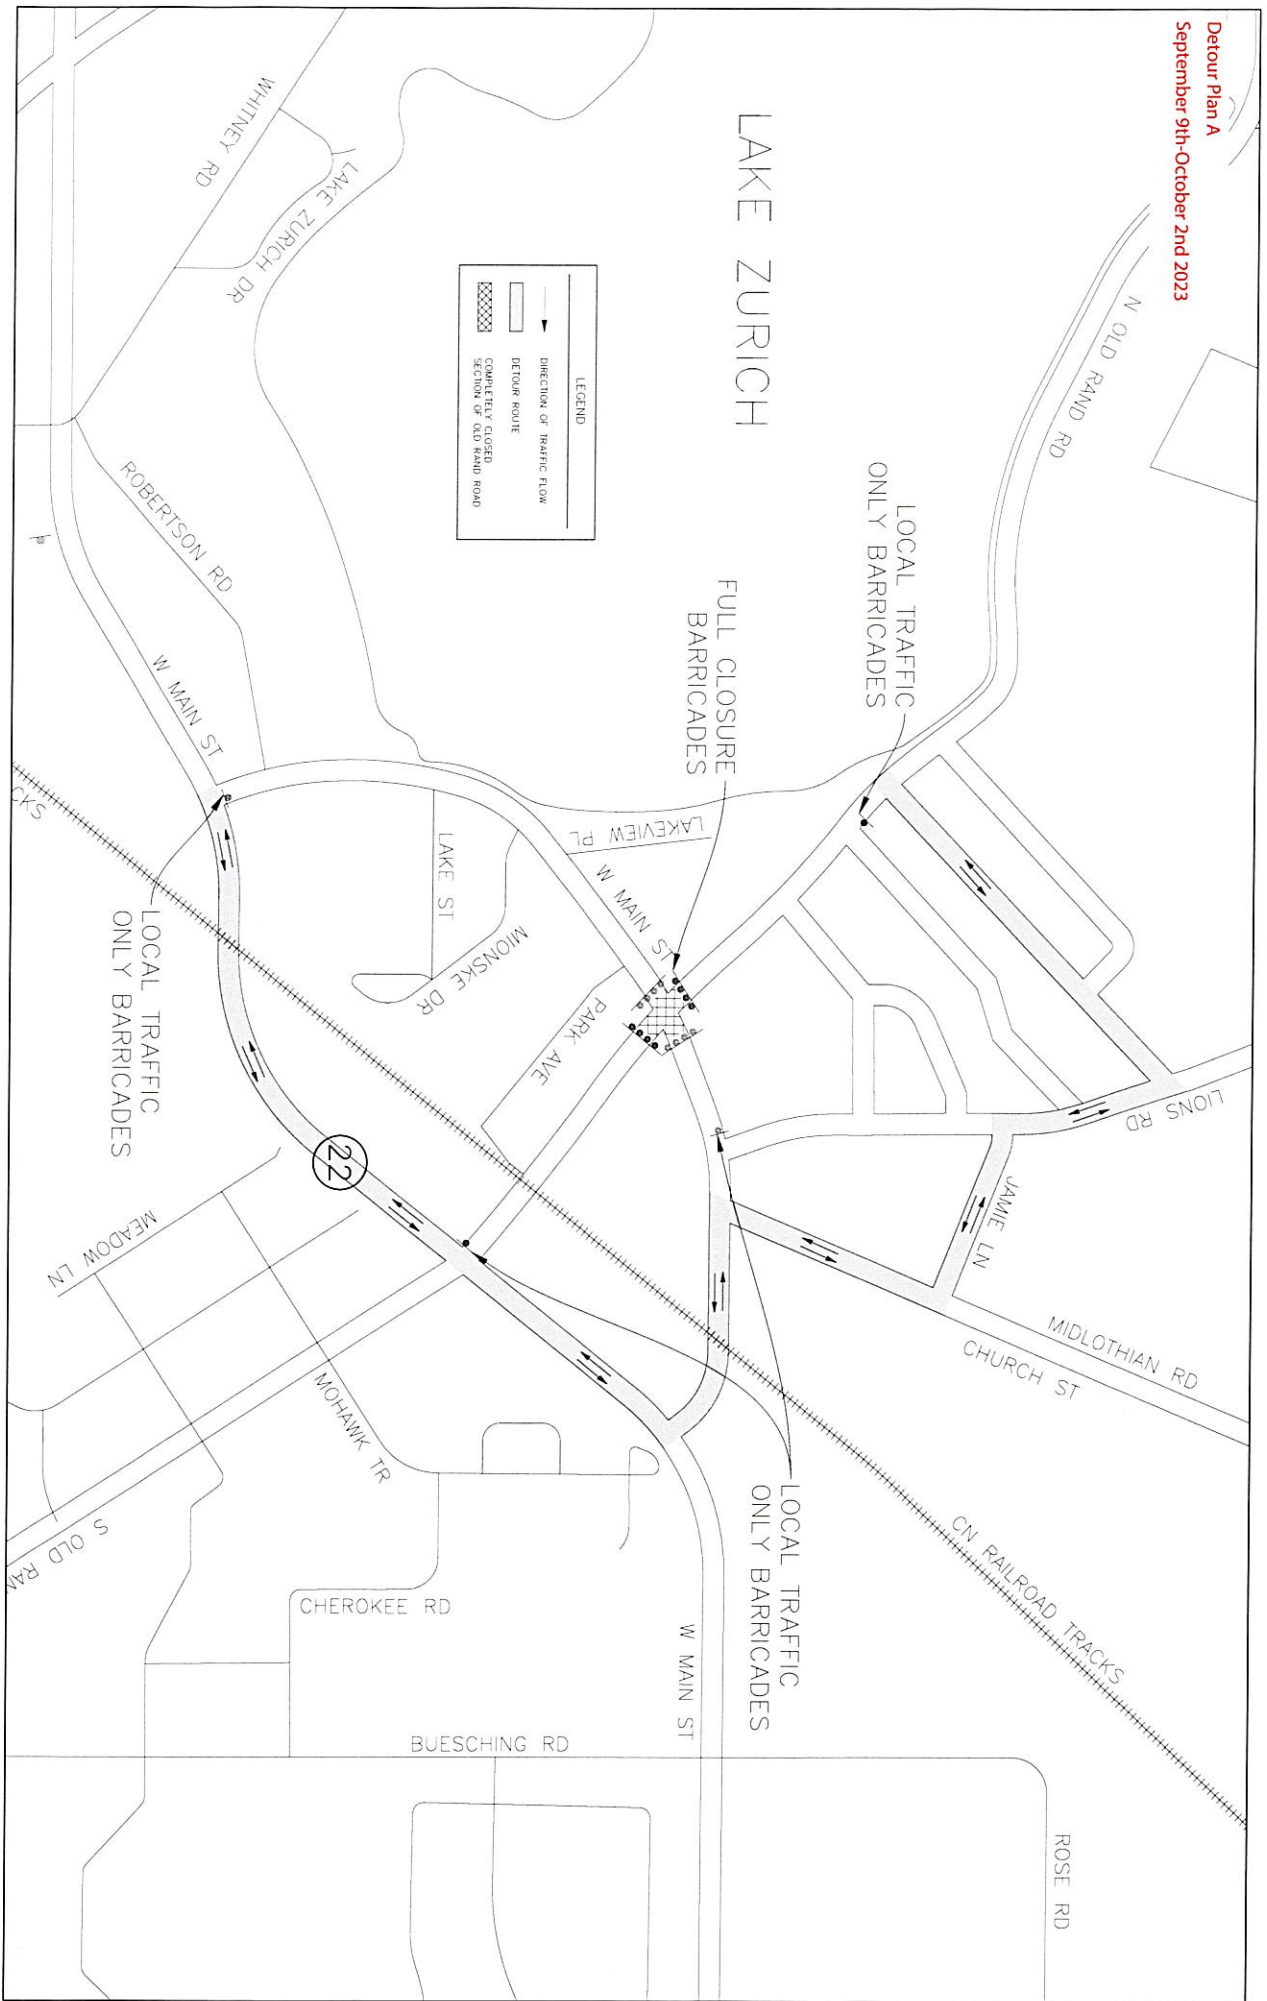 Detour Plan A
September 9th-October 2nd 2023
LAKE ZURICH
N OLD RAND RD
LOCAL TRAFFIC
ONLY BARRICADES
FULL CLOSURE
BARRICADES
WHITNEY RD
LAKE ZURICH DR
LEGEND
DIRECTION OF TRAFFIC FLOW
DETOUR ROUTE
COMPLETELY CLOSED
SECTION OF OLD RAND ROAD
ROBERTSON RD
W MAIN ST
CKS
LAKE ST
LAKEVIEW PL
W MAIN ST
MIONSKE DR
PARK AVE
LOCAL TRAFFIC
ONLY BARRICADES
22
LIONS RD
JAMIE LN
MIDLOTHIAN RD
CHURCH ST
MEADOW LN
MOHAWK TR
S OLD RAN
LOCAL TRAFFIC
ONLY BARRICADES
CN RAILROAD TRACKS
CHEROKEE RD
W MAIN ST
BUESCHING RD
ROSE RD